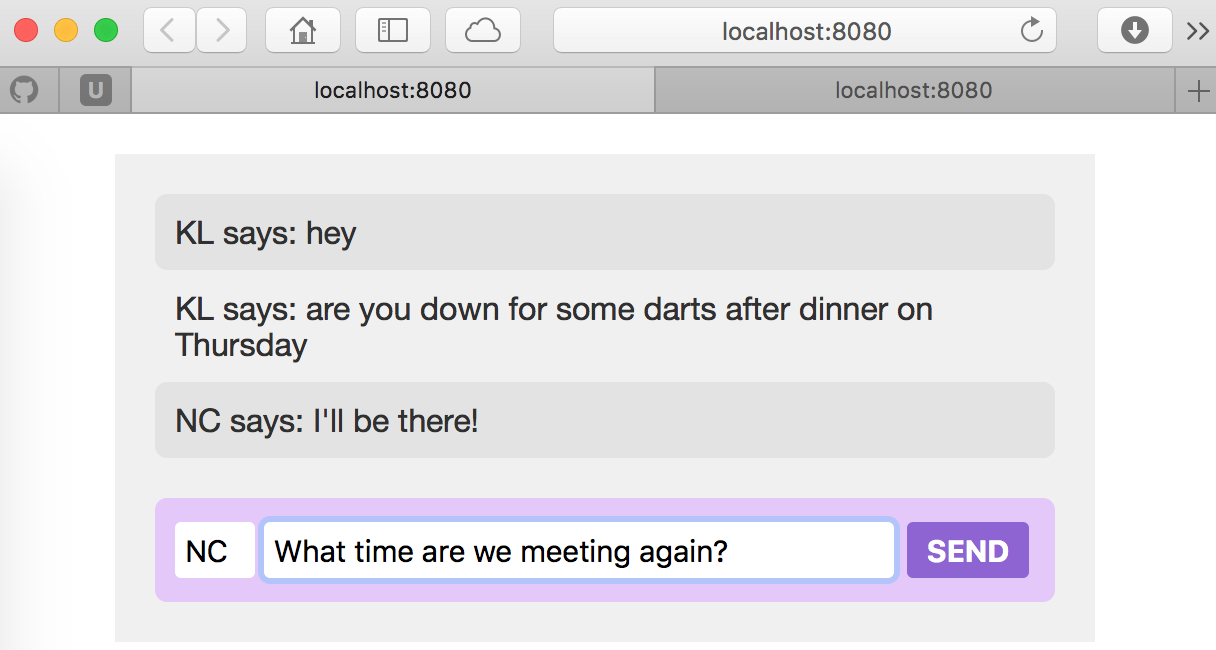 localhost:8080
U
localhost:8080
localhost:8080
KL says: hey
KL says: are you down for some darts after dinner on
Thursday
NC says: I'll be there!
NC
What time are we meeting again?
SEND